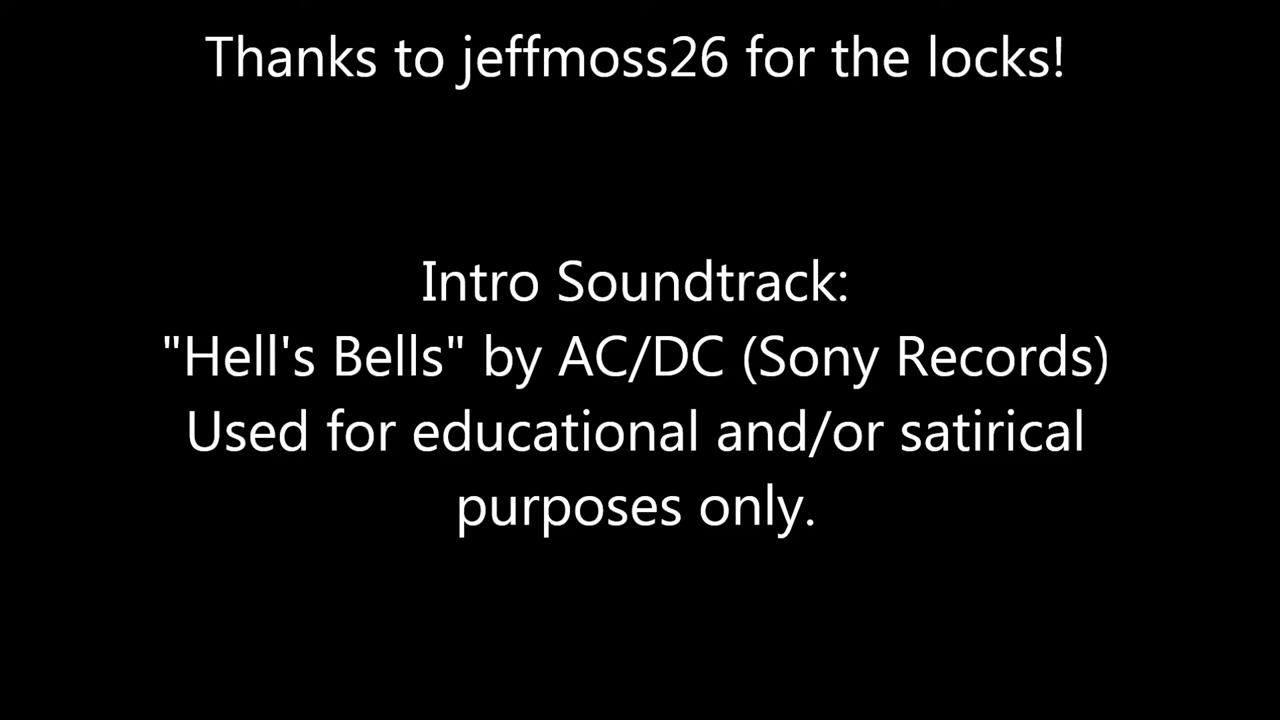 Thanks to jeffmoss26 for the locks!
Intro Soundtrack:
"Hell's Bells" by AC/DC (Sony Records)
Used for educational and/or satirical
purposes only.